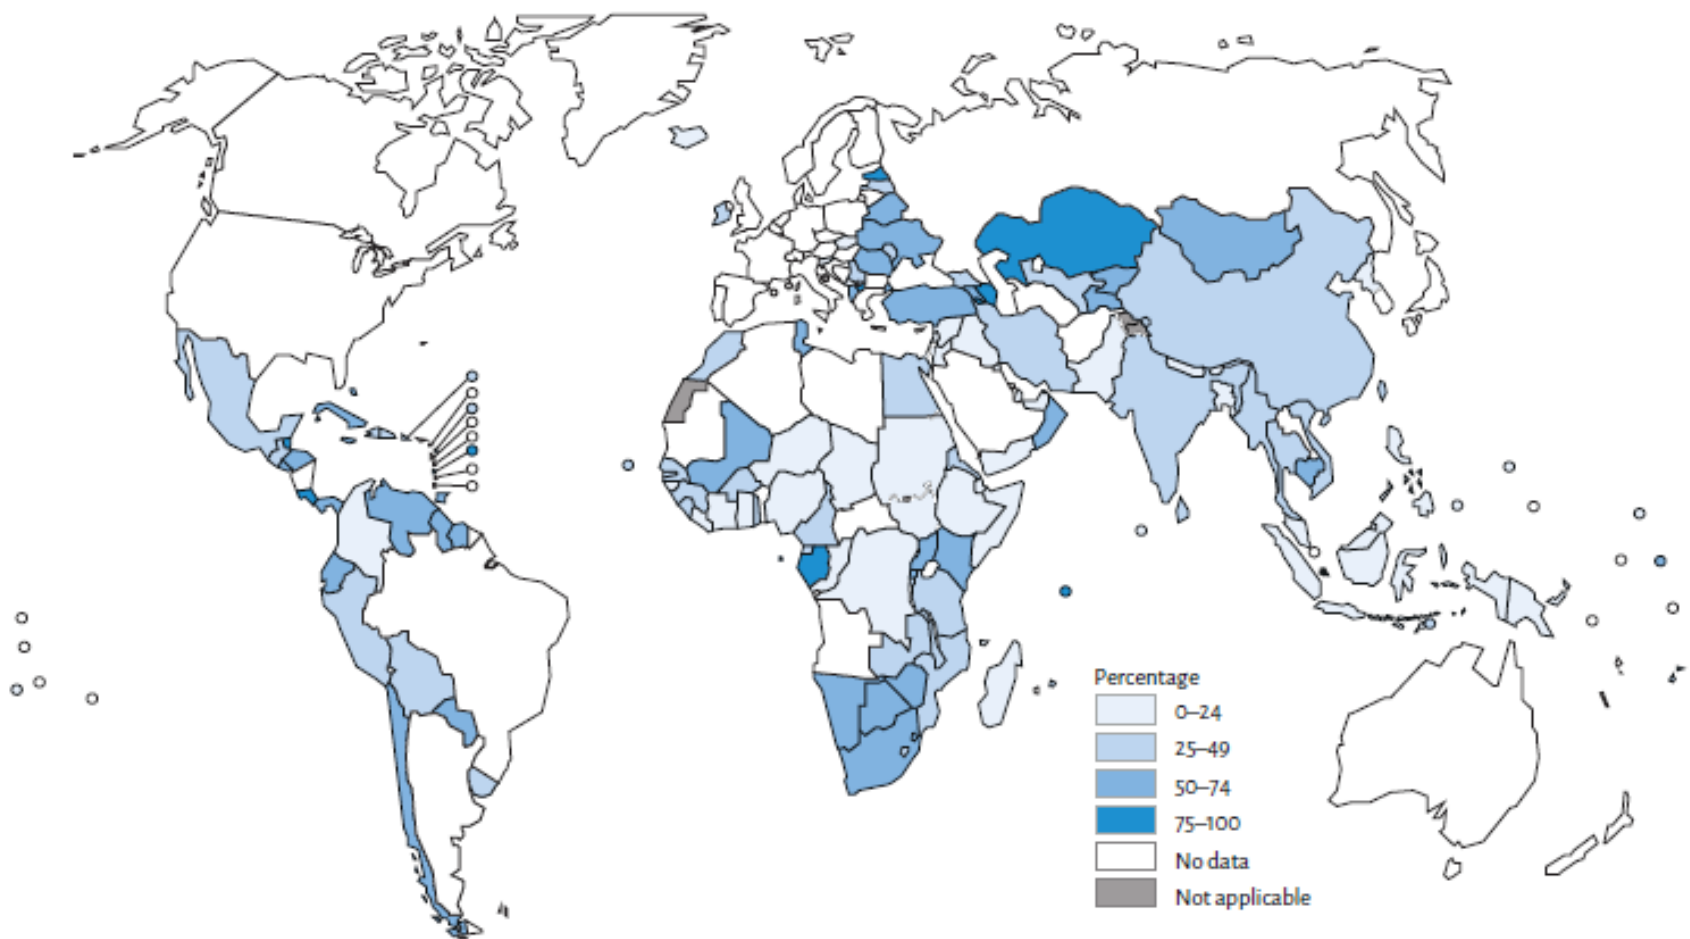 Percentage
0–24
25–49
50–74
75–100
No data
Not applicable